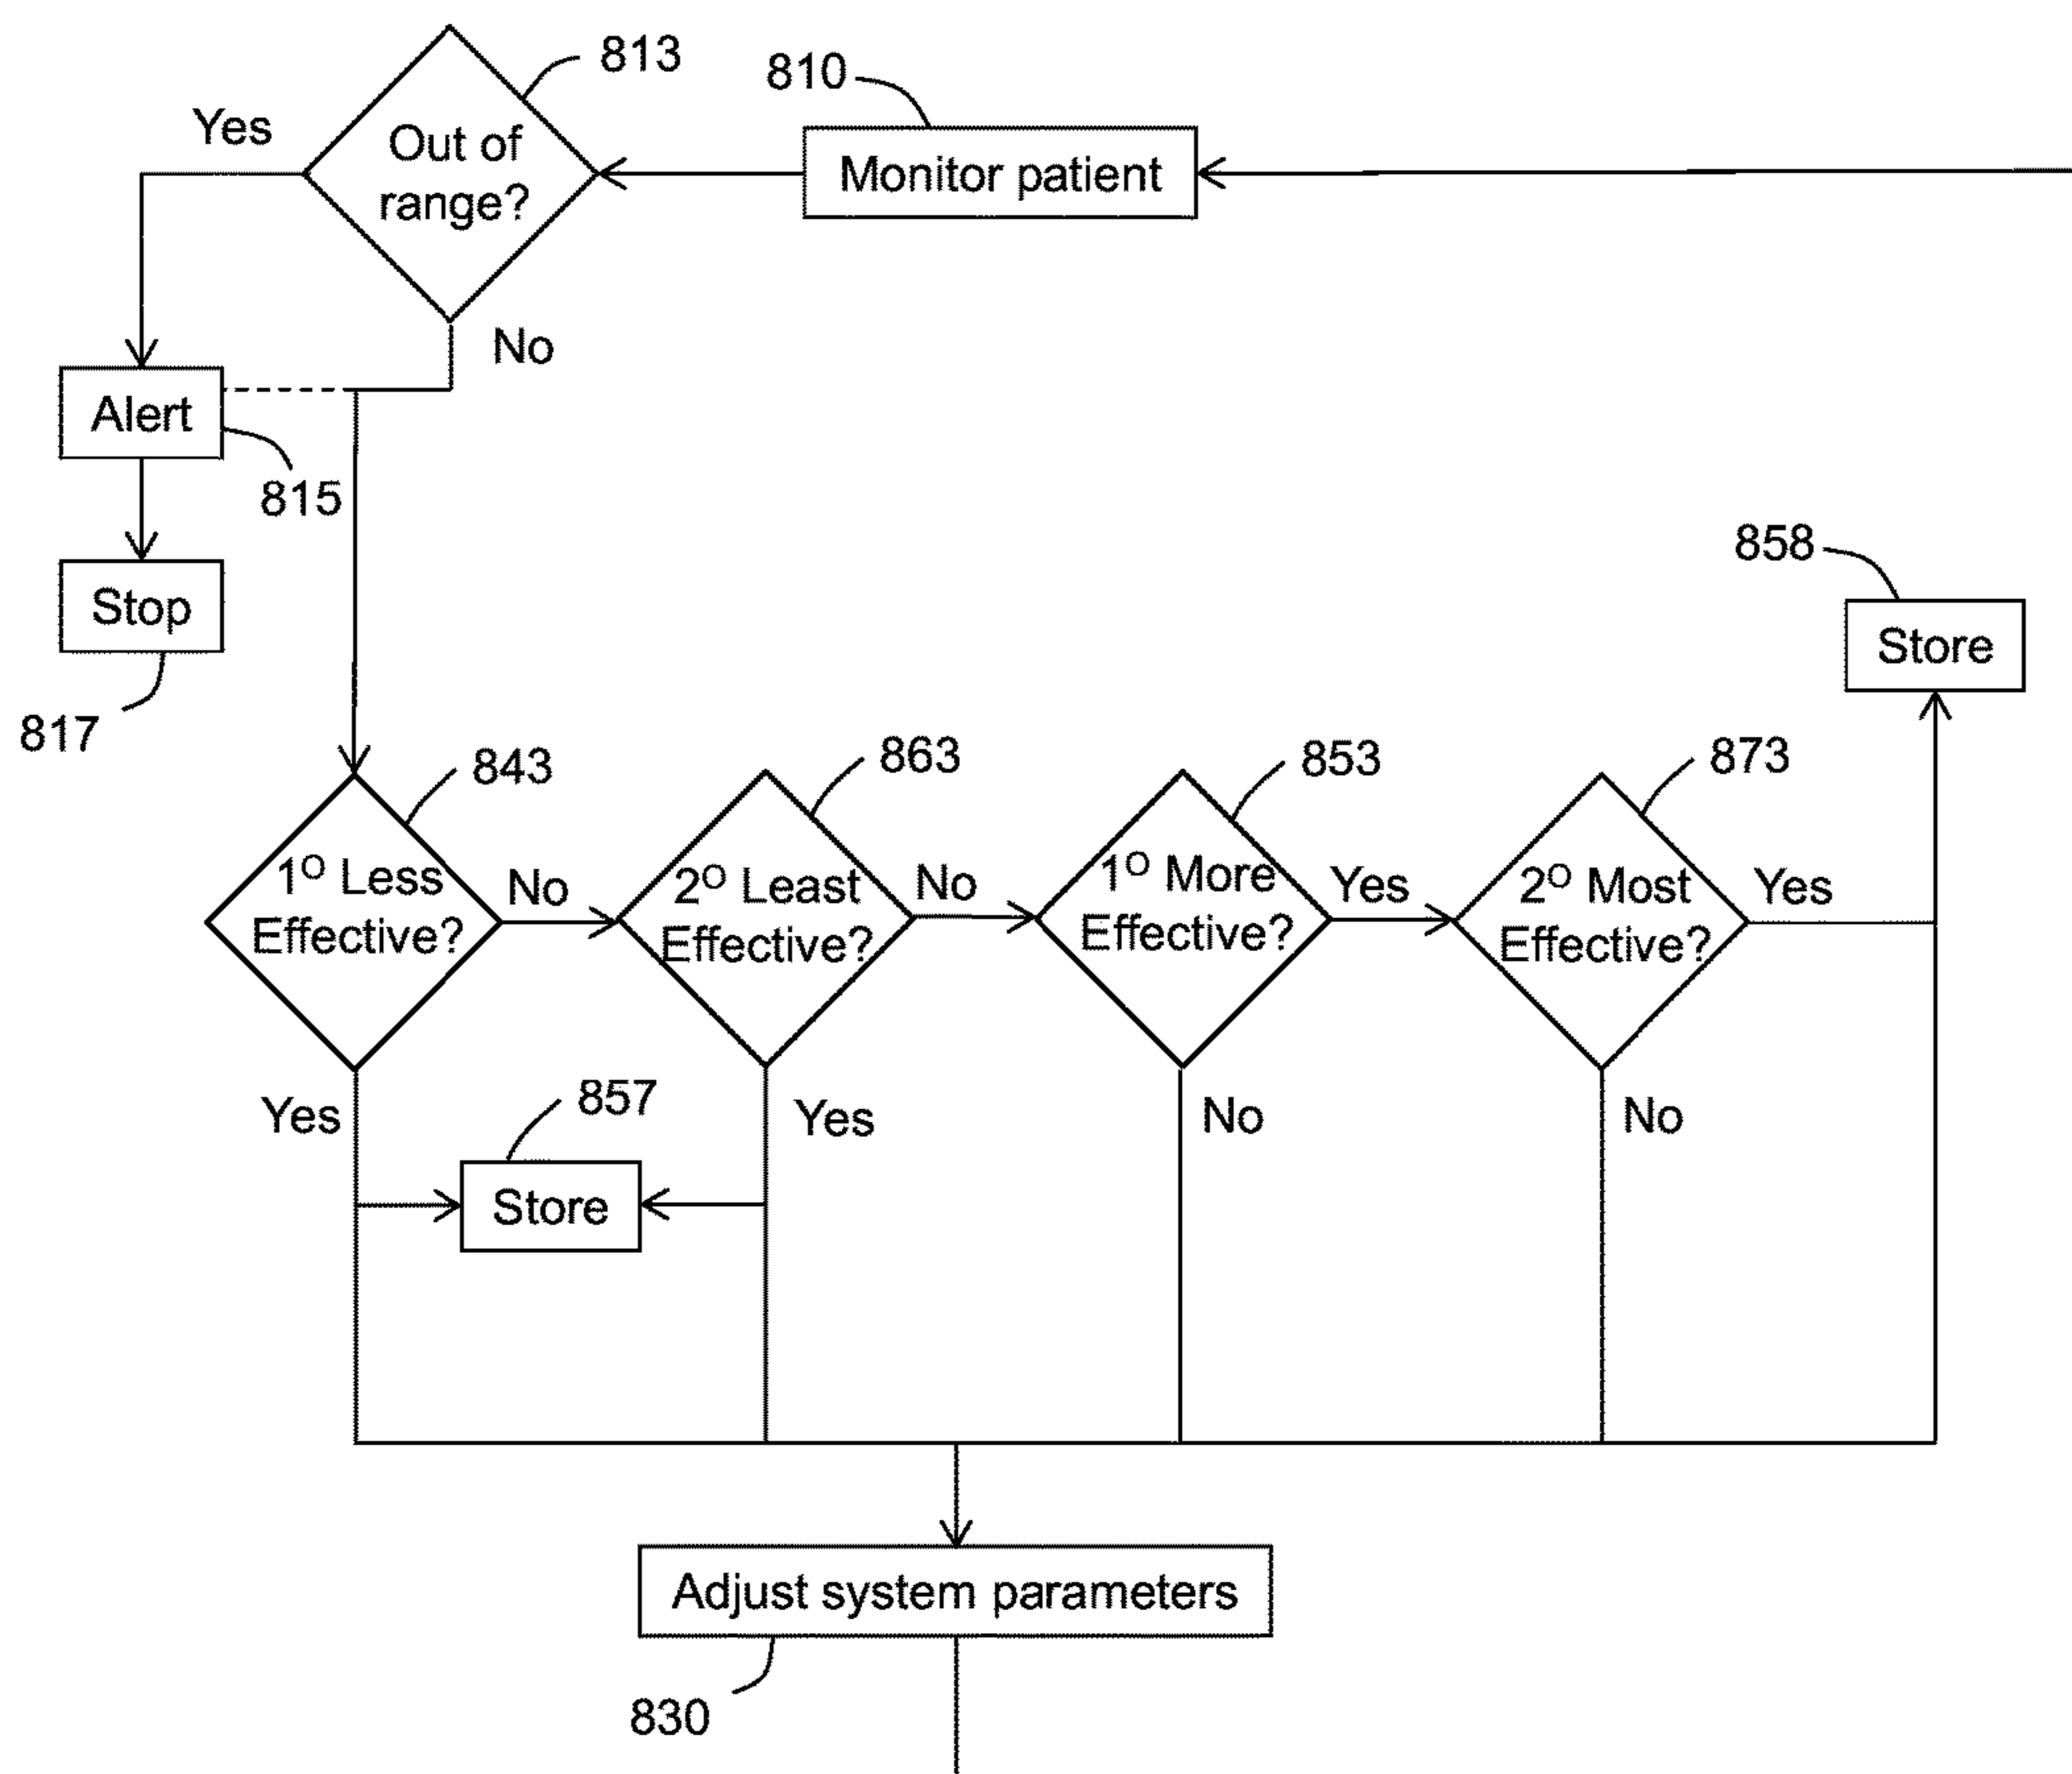 813
810
Yes
Out of
range?
Monitor patient
No
Alert
815
858
Stop
Store
817
843
863
853
873
1O Less
Effective?
No
2O Least
Effective?
No
1O More
Effective?
Yes
2O Most
Effective?
Yes
Yes
857
Yes
No
No
Store
Adjust system parameters
830